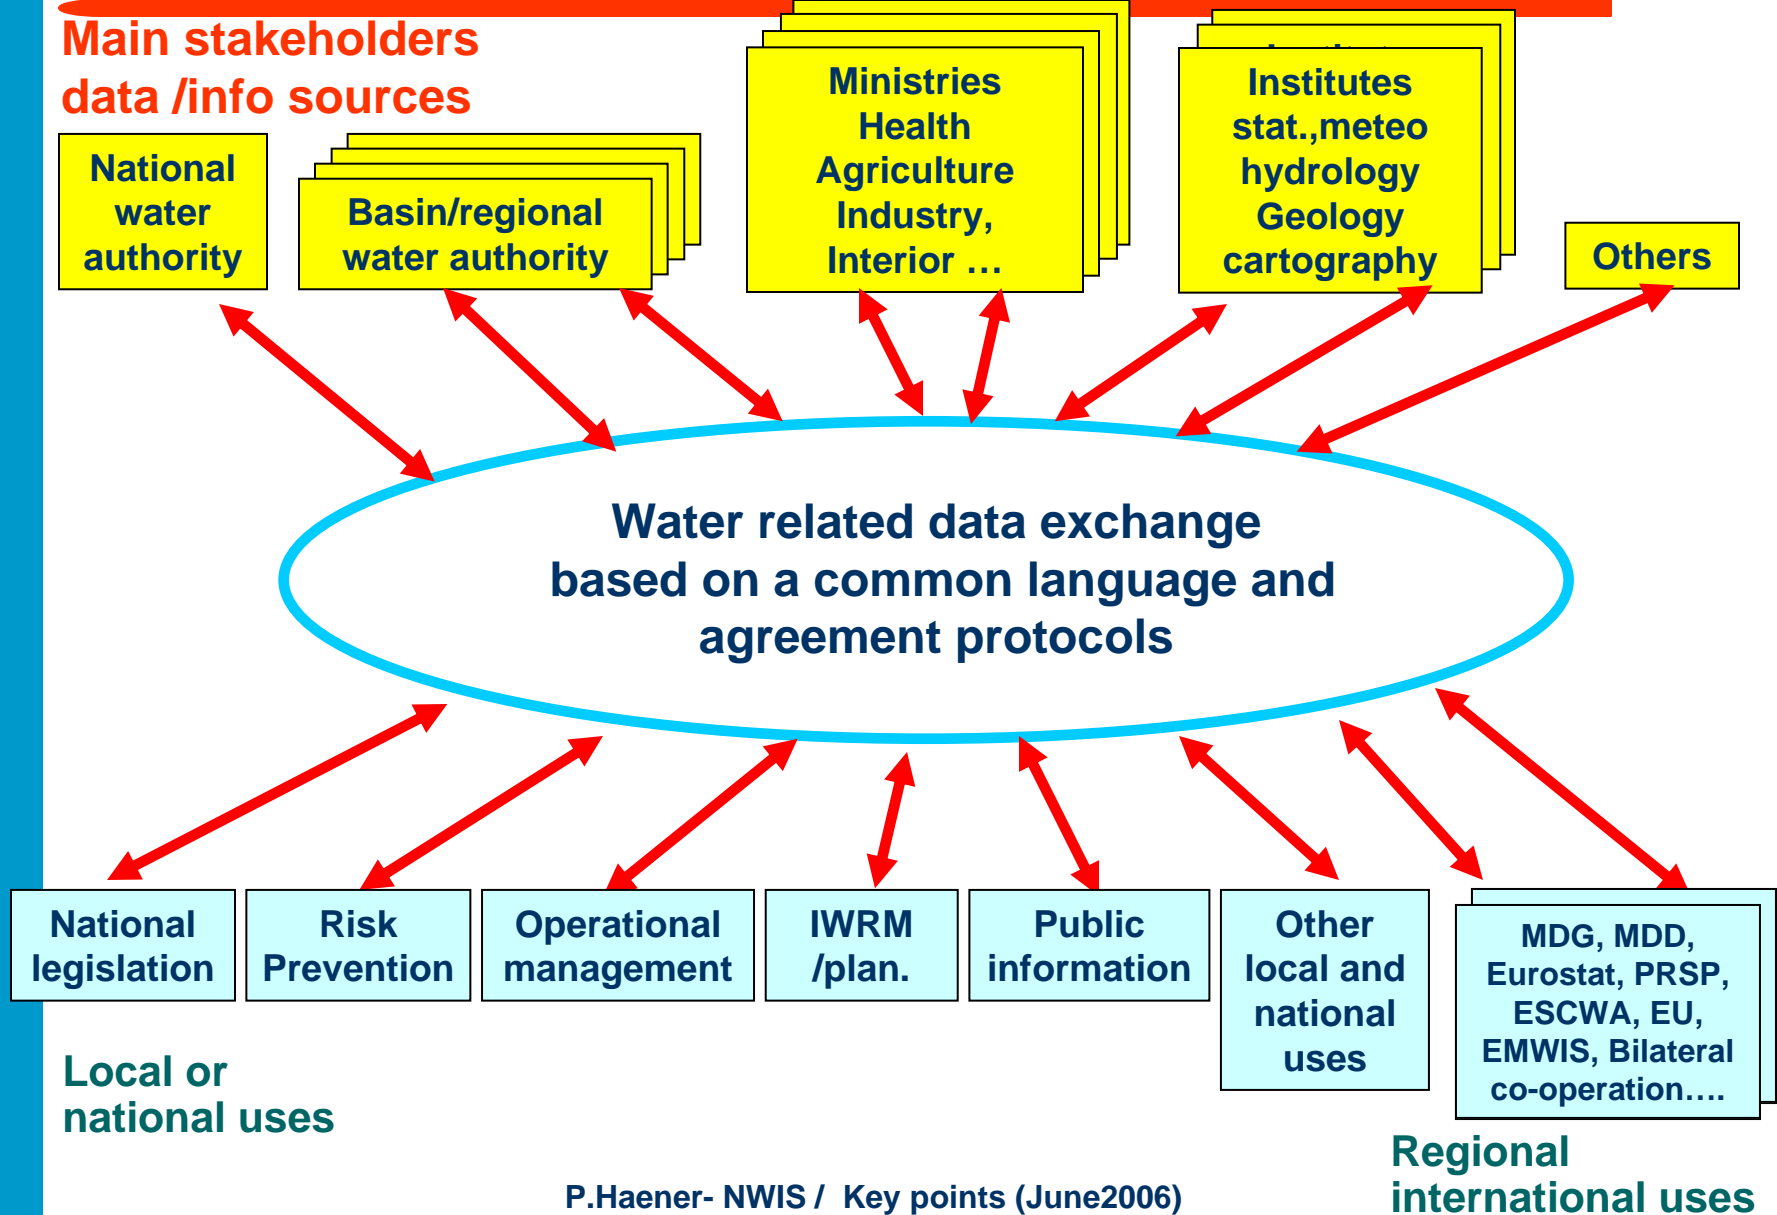 Main stakeholders
data /info sources
National
water
authority
Basin/regional
water authority
Ministries
Health
Agriculture
Industry,
Interior …
Institutes
stat.,meteo
hydrology
Geology
cartography
Others
Water related data exchange
based on a common language and
agreement protocols
National
legislation
Risk
Prevention
Operational
management
IWRM
/plan.
Public
information
Other
local and
national
uses
MDG, MDD,
Eurostat, PRSP,
ESCWA, EU,
EMWIS, Bilateral
co-operation….
Local or
national uses
Regional
international uses
P.Haener- NWIS / Key points (June2006)